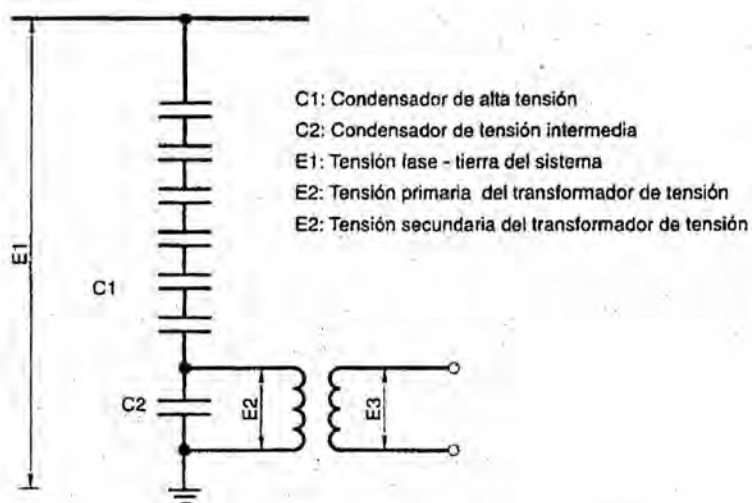 C1: Condensador de alta tensión
C2: Condensador de tensión intermedia
E1: Tensión fase - tierra del sistema
E2: Tensión primaria del transformador de tensión
E2: Tensión secundaria del transformador de tensión
E1
C1
C2
E2
E3